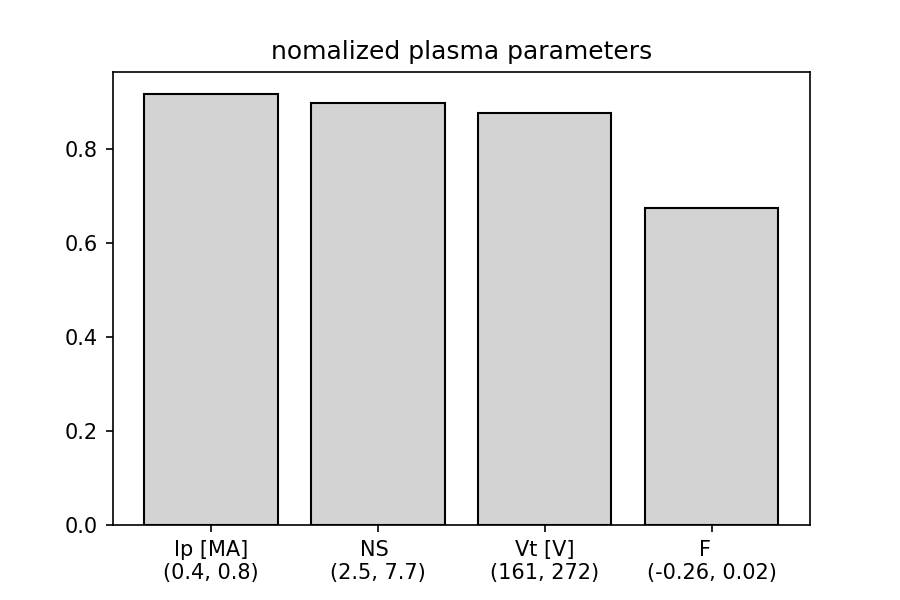 nomalized plasma parameters
0.8
0.6
0.4
0.2
0.0
Ip [MA] NS Vt [V] F
(0.4, 0.8) (2.5, 7.7) (161, 272) (-0.26, 0.02)